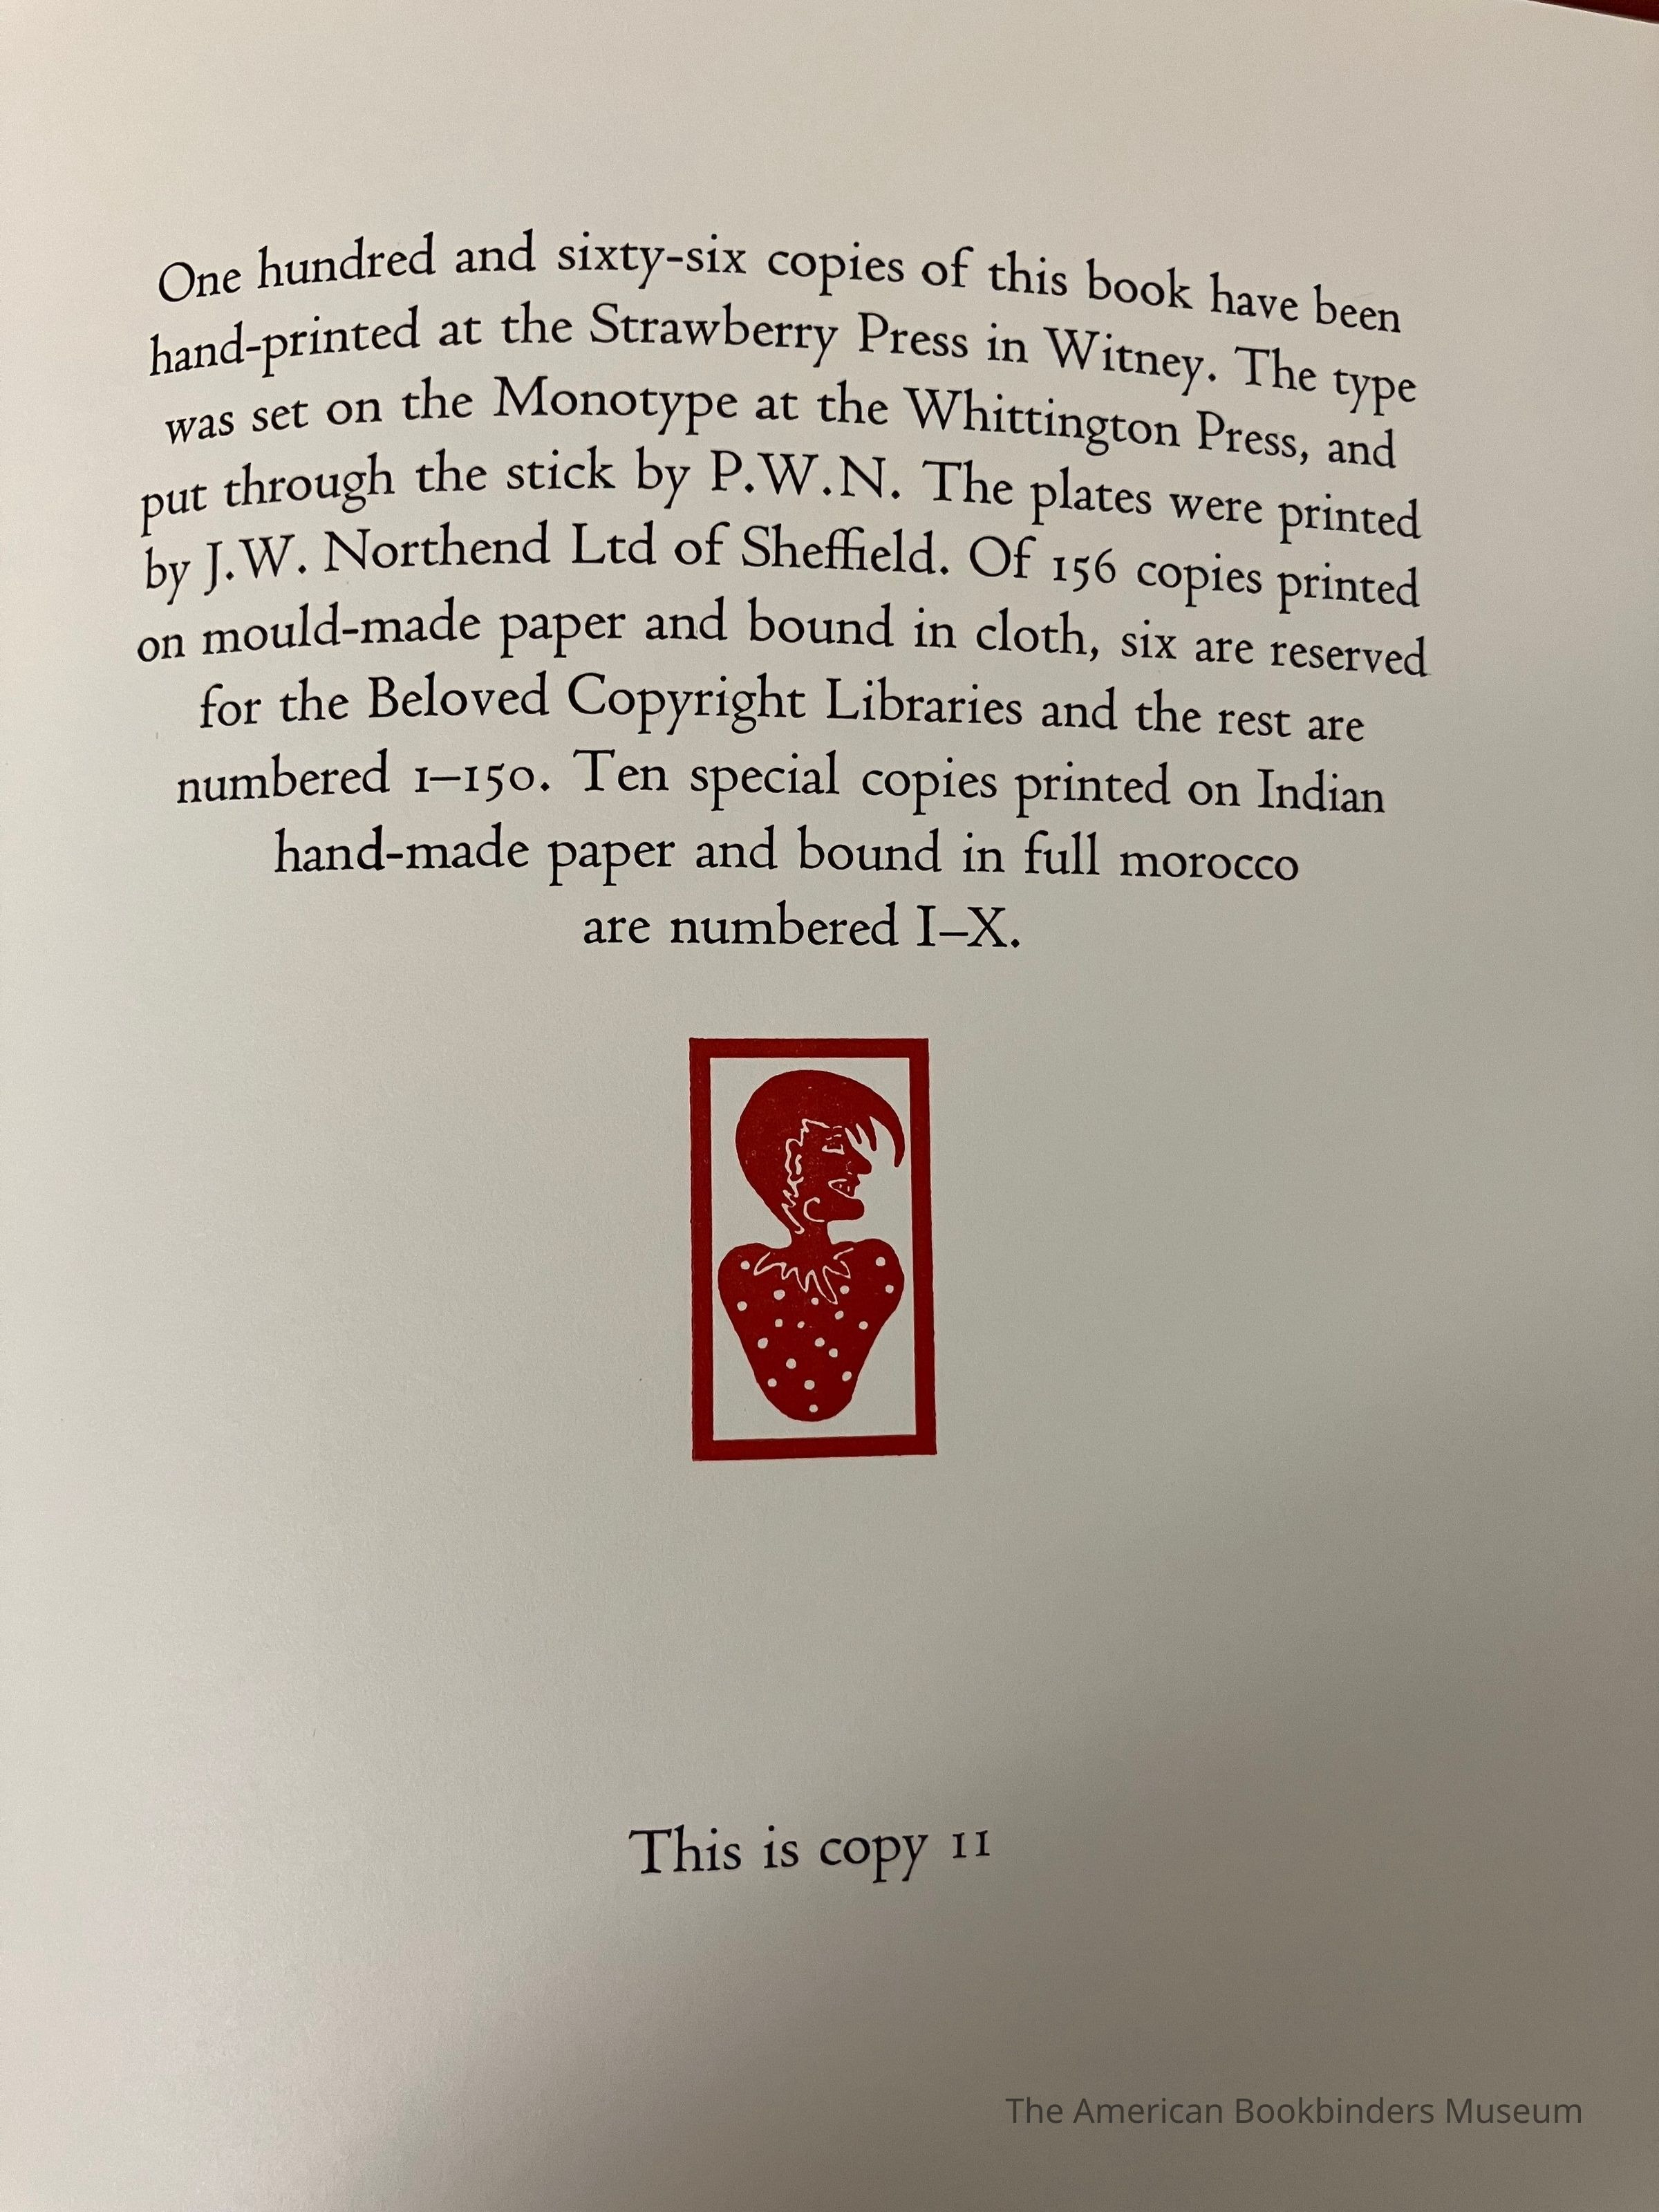 One hundred and sixty-six copies of this book have been
hand-printed at the Strawberry Press in Witney. The type
was set on the Monotype at the Whittington Press, and
put through the stick by P.W.N. The plates were printed
by J.W. Northend Ltd of Sheffield. Of 156 copies printed
on mould-made paper and bound in cloth, six are reserved
for the Beloved Copyright Libraries and the rest are
numbered 1–150. Ten special copies printed on Indian
hand-made paper and bound in full morocco
are numbered I–X.
This is copy 11
The American Bookbinders Museum